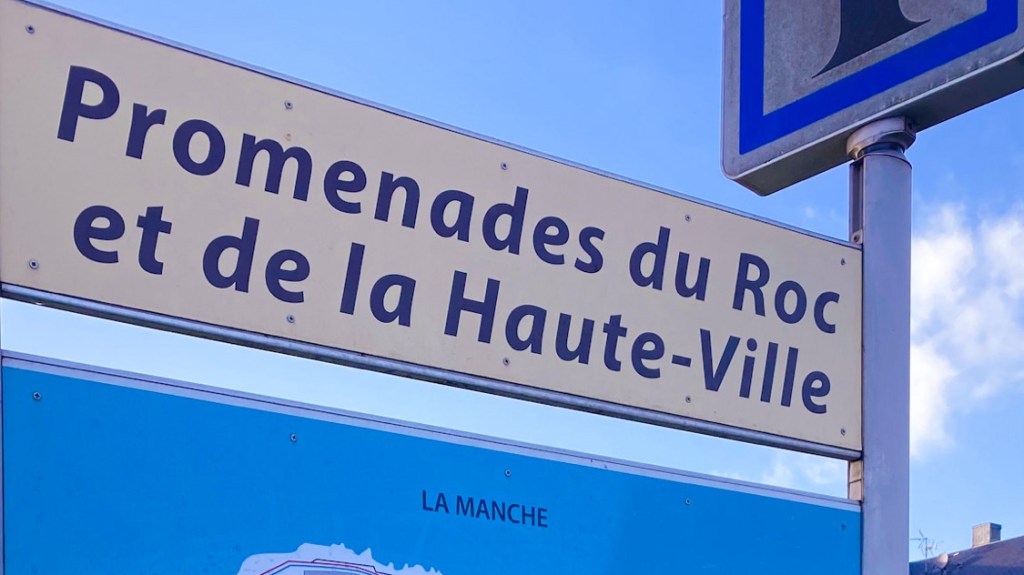 Promenades du Roc
et de la Haute-Ville
LA MANCHE